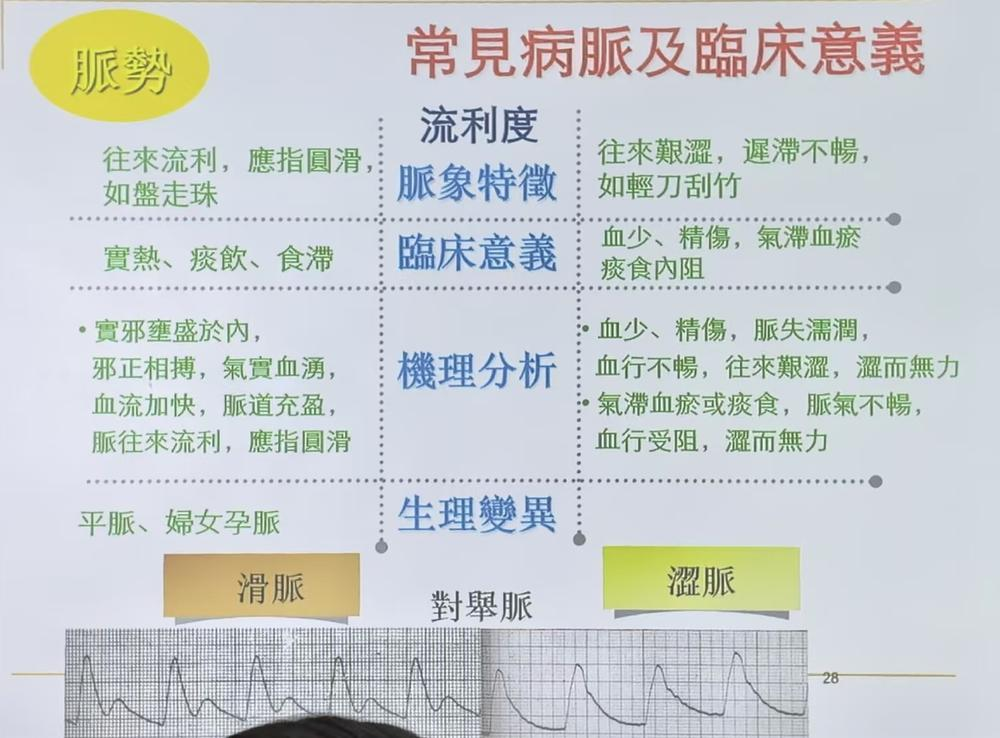 脈勢
常見病脈及臨床意義
流利度
往來流利，應指圓滑，
如盤走珠
脈象特徵
往來艱澀，遲滯不暢，
如輕刀刮竹
實熱、痰飲、食滯
臨床意義
血少、精傷，氣滯血瘀
痰食內阻
• 實邪壅盛於內，
邪正相搏，氣實血湧，
血流加快，脈道充盈，
脈往來流利，應指圓滑
機理分析
• 血少、精傷，脈失濡潤，
血行不暢，往來艱澀，澀而無力
• 氣滯血瘀或痰食，脈氣不暢，
血行受阻，澀而無力
平脈、婦女孕脈
生理變異
滑脈
對舉脈
澀脈
28